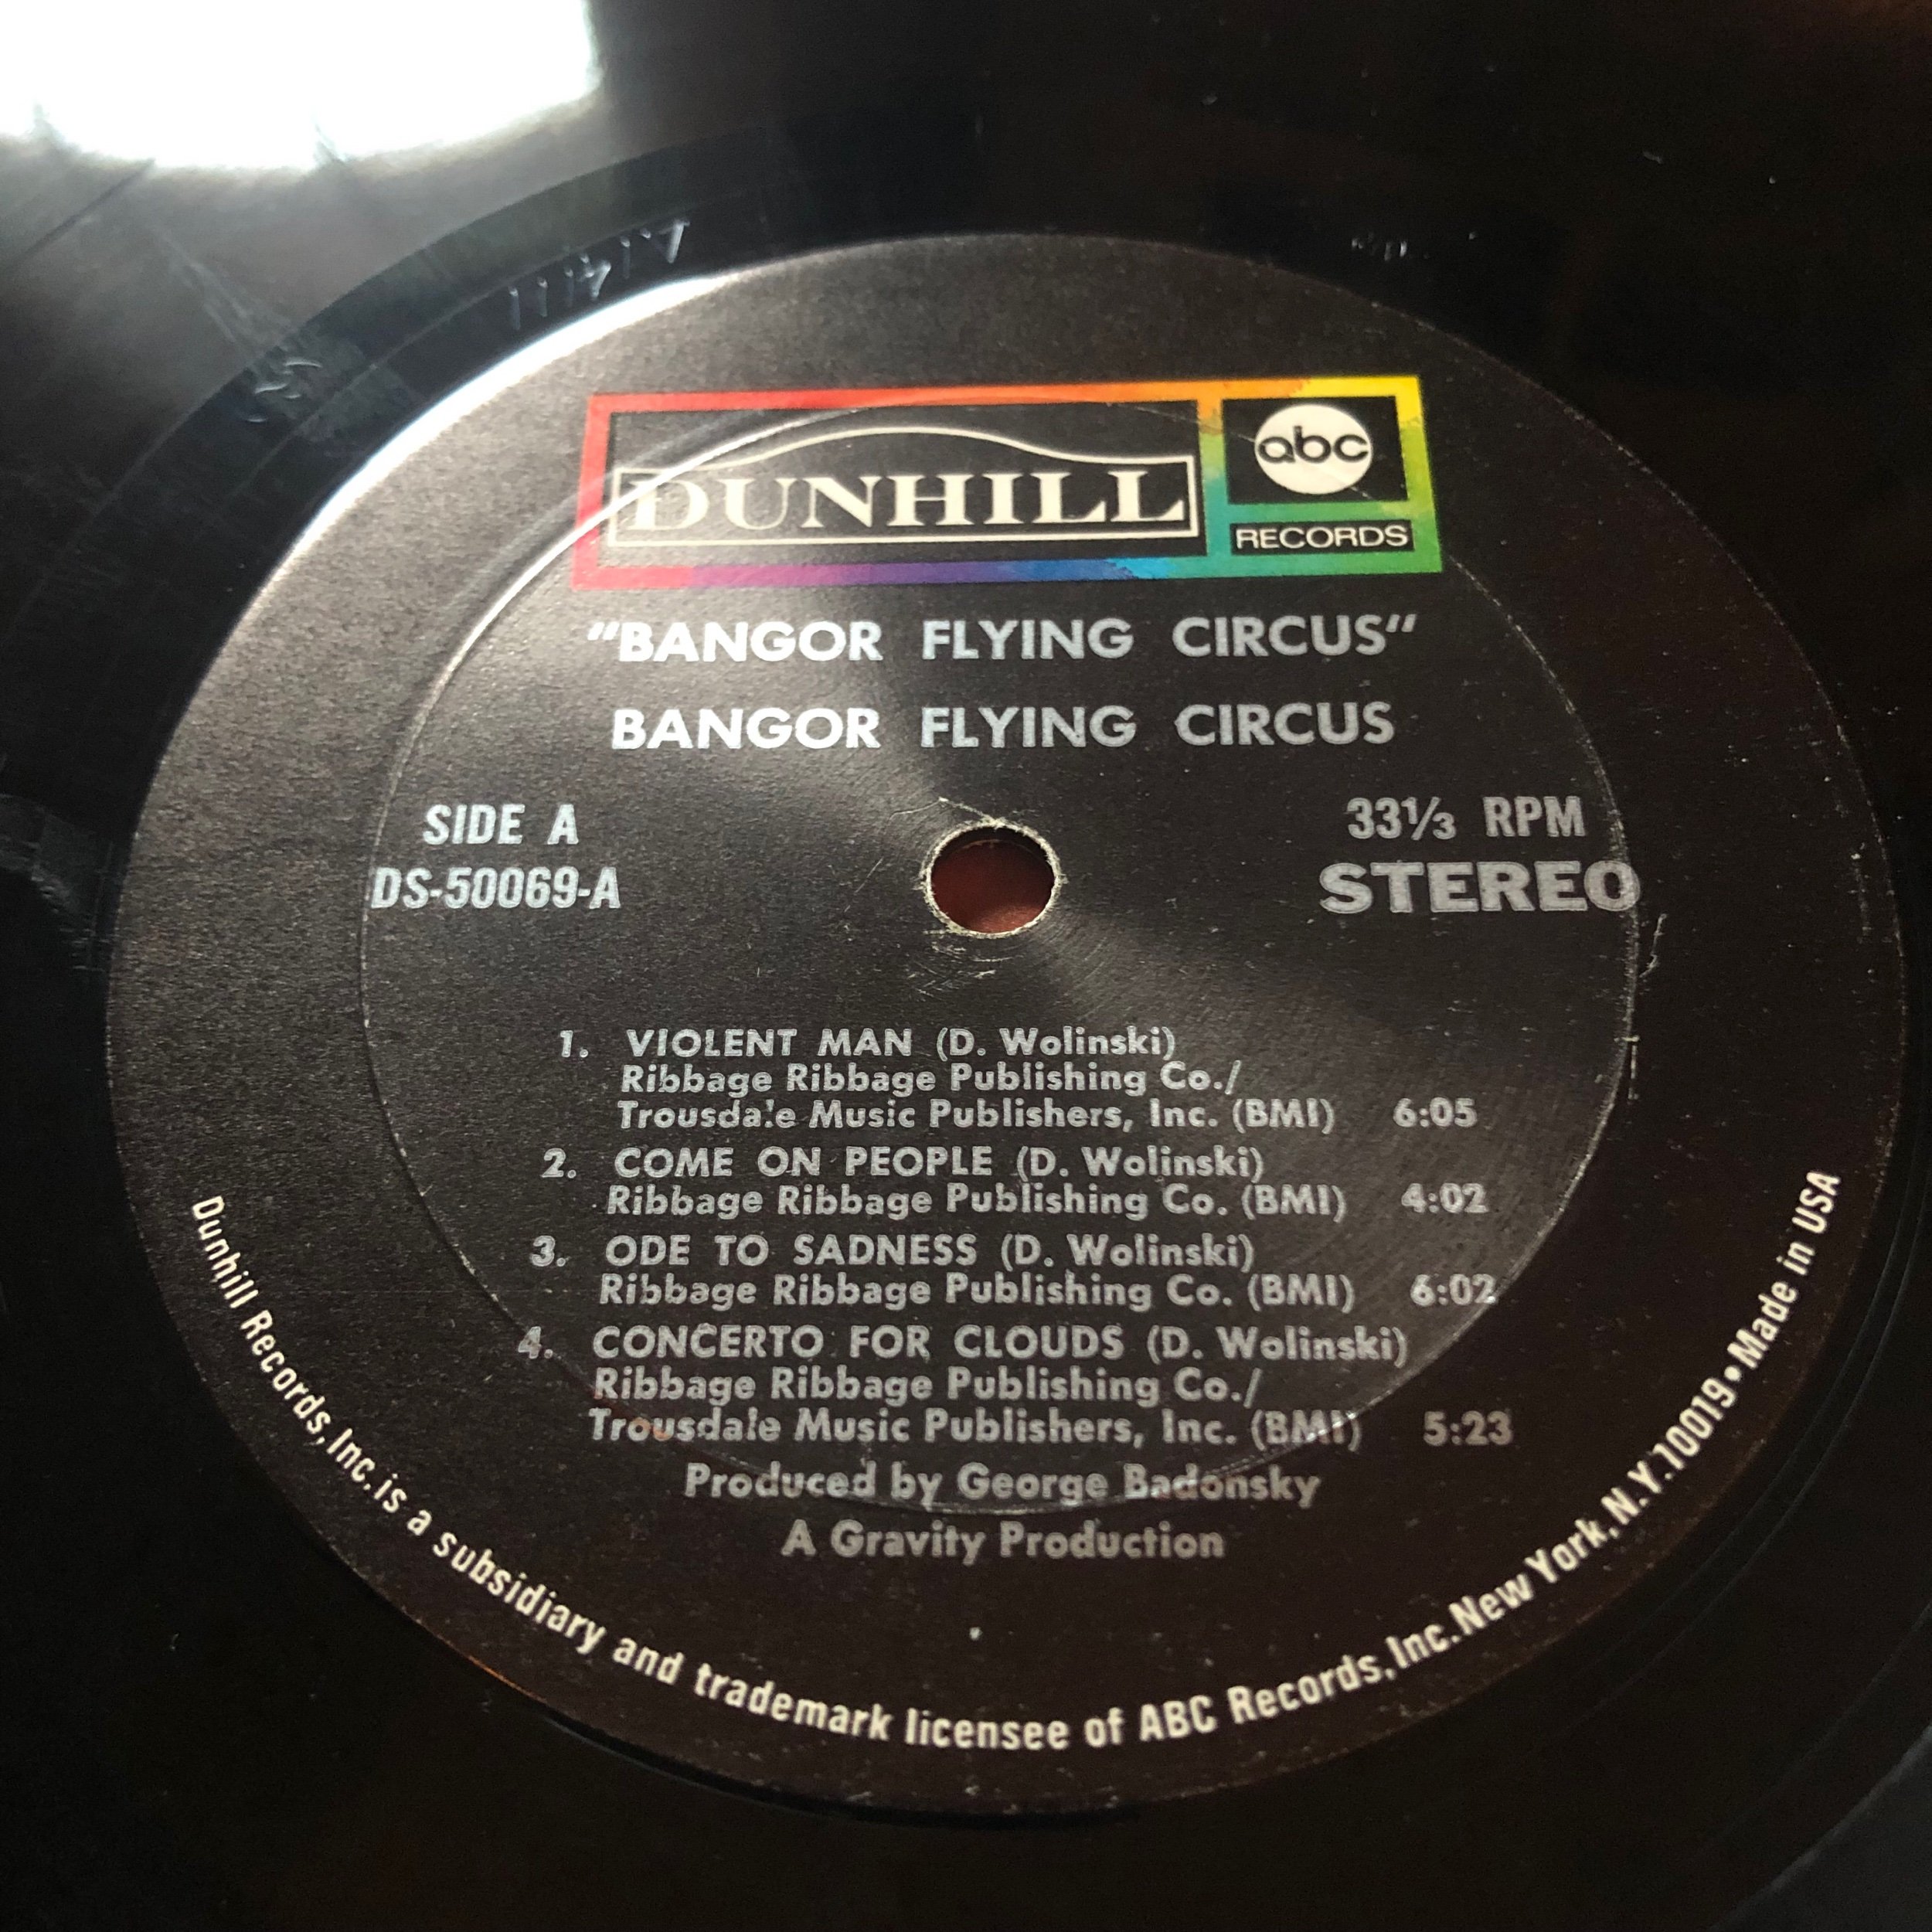 DUNHILL
abc
RECORDS
"BANGOR FLYING CIRCUS"
BANGOR FLYING CIRCUS
SIDE A
DS-50069-A
33⅓ RPM
STEREO
1. VIOLENT MAN (D. Wolinski)
Ribbage Ribbage Publishing Co./
Trousdale Music Publishers, Inc. (BMI) 6:05
2. COME ON PEOPLE (D. Wolinski)
Ribbage Ribbage Publishing Co. (BMI) 4:02
3. ODE TO SADNESS (D. Wolinski)
Ribbage Ribbage Publishing Co. (BMI) 6:02
4. CONCERTO FOR CLOUDS (D. Wolinski)
Ribbage Ribbage Publishing Co./
Trousdale Music Publishers, Inc. (BMI) 5:23
Produced by George Badonsky
A Gravity Production
Dunhill Records, Inc. is a subsidiary and trademark licensee of ABC Records, Inc. New York, N.Y. 10019 • Made in USA